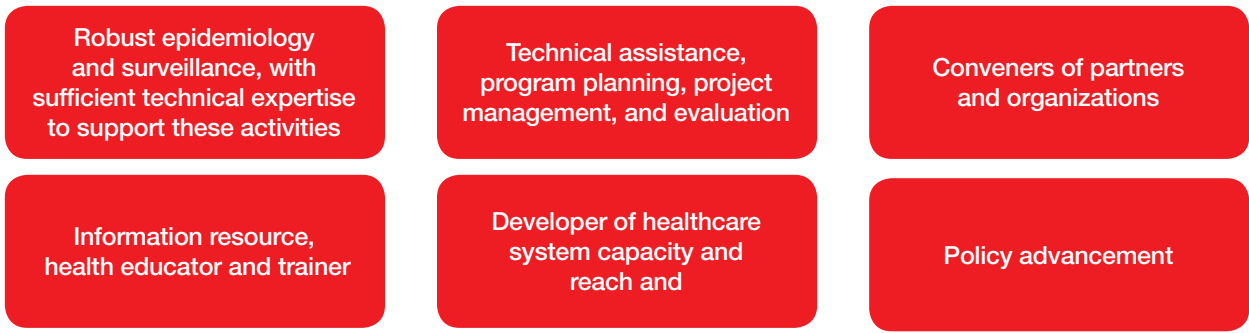 Robust epidemiology
and surveillance, with
sufficient technical expertise
to support these activities
Technical assistance,
program planning, project
management, and evaluation
Conveners of partners
and organizations
Information resource,
health educator and trainer
Developer of healthcare
system capacity and
reach and
Policy advancement